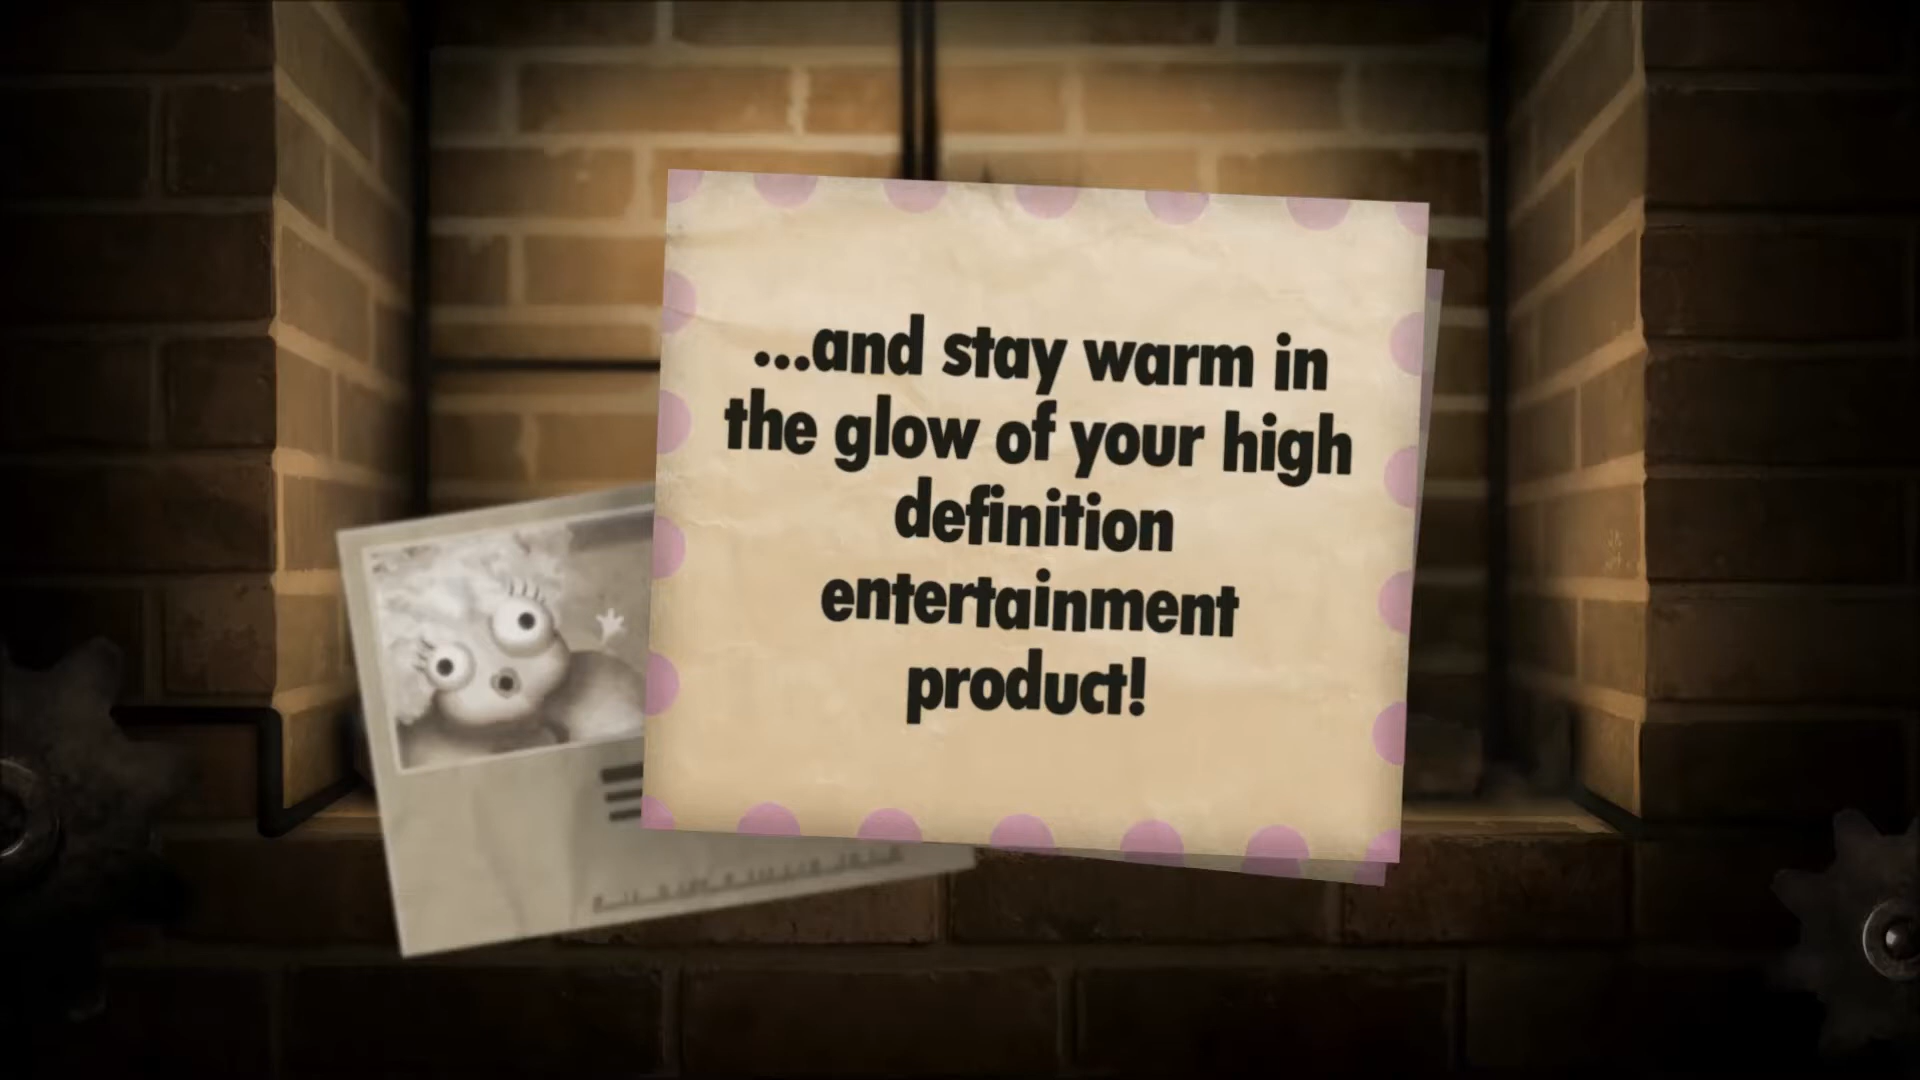 ...and stay warm in
the glow of your high
definition
entertainment
product!